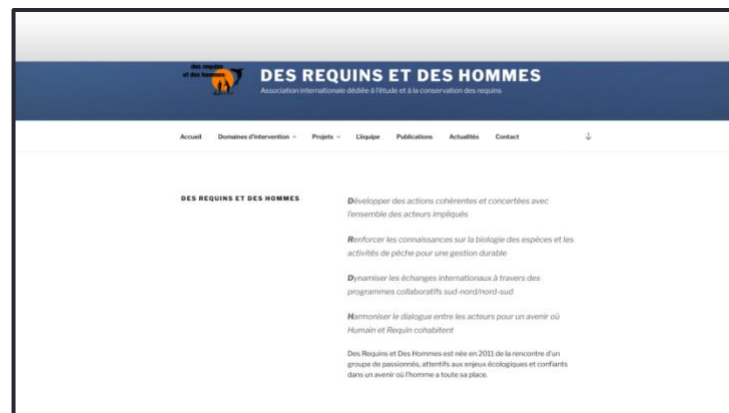 des requins
et des hommes
DES REQUINS ET DES HOMMES
Association internationale dédiée à l'étude et à la conservation des requins
Accueil Domaines d'intervention Projets L'équipe Publications Actualités Contact
DES REQUINS ET DES HOMMES
Développer des actions cohérentes et concertées avec
l'ensemble des acteurs impliqués
Renforcer les connaissances sur la biologie des espèces et les
activités de pêche pour une gestion durable
Dynamiser les échanges internationaux à travers des
programmes collaboratifs sud-nord/nord-sud
Harmoniser le dialogue entre les acteurs pour un avenir où
Humain et Requin cohabitent
Des Requins et Des Hommes est née en 2011 de la rencontre d'un
groupe de passionnés, attentifs aux enjeux écologiques et confiants
dans un avenir où l'homme a toute sa place.